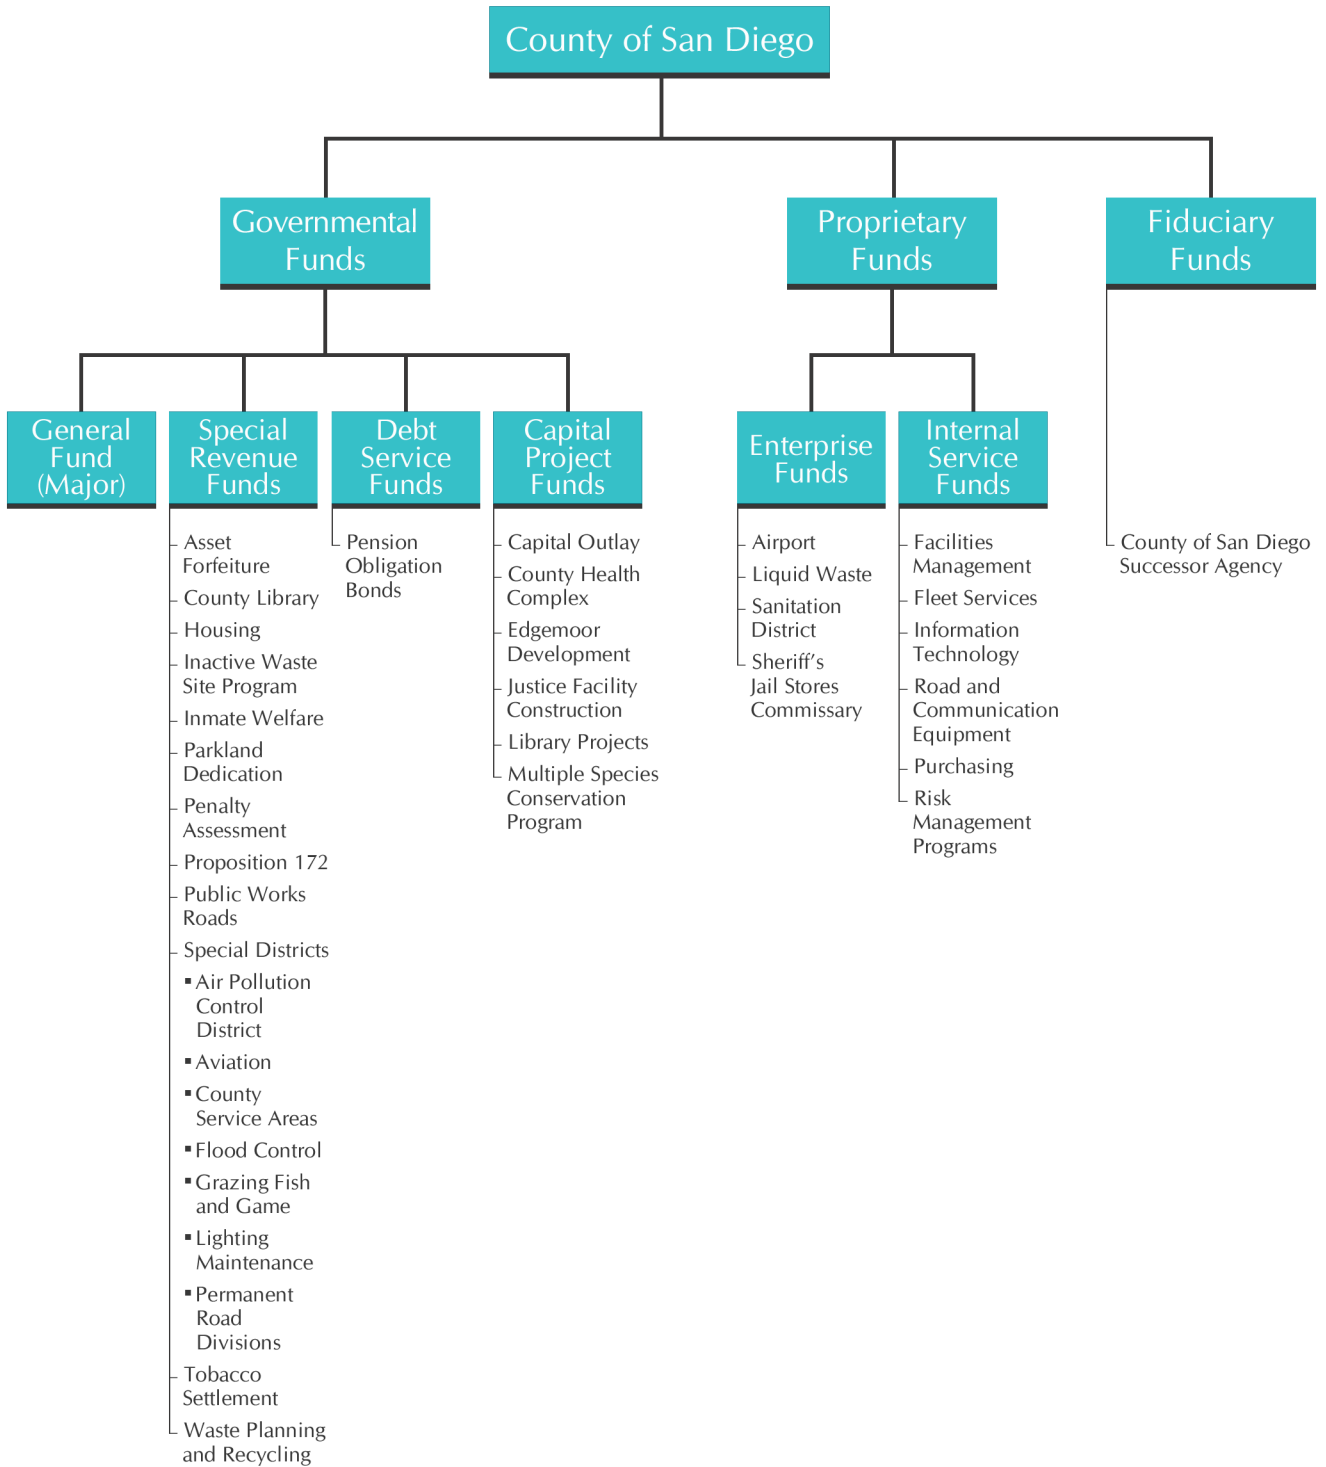 County of San Diego
Governmental
Funds
Proprietary
Funds
Fiduciary
Funds
General
Fund
(Major)
Special
Revenue
Funds
Debt
Service
Funds
Capital
Project
Funds
Enterprise
Funds
Internal
Service
Funds
Asset
Forfeiture
County Library
Housing
Inactive Waste
Site Program
Inmate Welfare
Parkland
Dedication
Penalty
Assessment
Proposition 172
Public Works
Roads
Special Districts
▪ Air Pollution
Control
District
▪ Aviation
▪ County
Service Areas
▪ Flood Control
▪ Grazing Fish
and Game
▪ Lighting
Maintenance
▪ Permanent
Road
Divisions
Tobacco
Settlement
Waste Planning
and Recycling
Pension
Obligation
Bonds
Capital Outlay
County Health
Complex
Edgemoor
Development
Justice Facility
Construction
Library Projects
Multiple Species
Conservation
Program
Airport
Liquid Waste
Sanitation
District
Sheriff’s
Jail Stores
Commissary
Facilities
Management
Fleet Services
Information
Technology
Road and
Communication
Equipment
Purchasing
Risk
Management
Programs
County of San Diego
Successor Agency